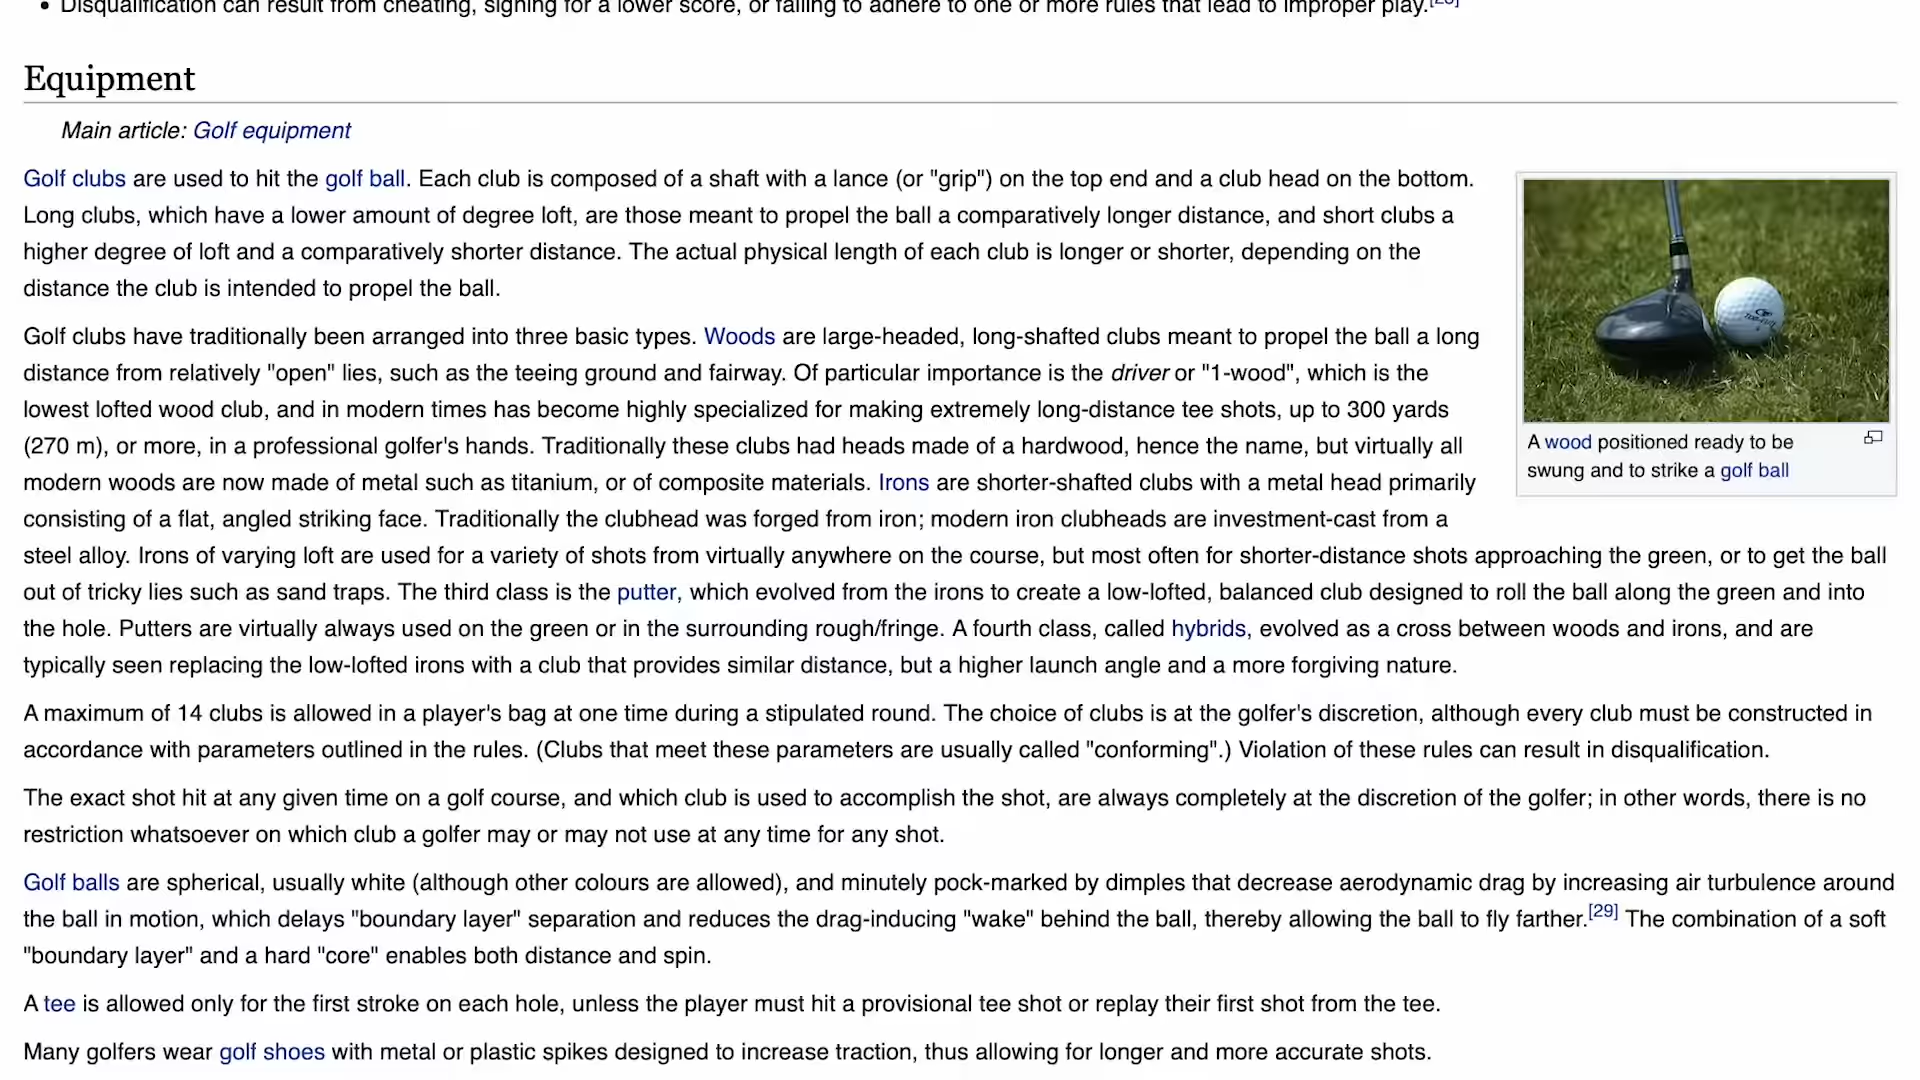 • Disqualification can result from cheating, signing for a lower score, or failing to adhere to one or more rules that lead to improper play.[28]
Equipment
Main article: Golf equipment
Golf clubs are used to hit the golf ball. Each club is composed of a shaft with a lance (or "grip") on the top end and a club head on the bottom.
Long clubs, which have a lower amount of degree loft, are those meant to propel the ball a comparatively longer distance, and short clubs a
higher degree of loft and a comparatively shorter distance. The actual physical length of each club is longer or shorter, depending on the
distance the club is intended to propel the ball.
Golf clubs have traditionally been arranged into three basic types. Woods are large-headed, long-shafted clubs meant to propel the ball a long
distance from relatively "open" lies, such as the teeing ground and fairway. Of particular importance is the driver or "1-wood", which is the
lowest lofted wood club, and in modern times has become highly specialized for making extremely long-distance tee shots, up to 300 yards
(270 m), or more, in a professional golfer's hands. Traditionally these clubs had heads made of a hardwood, hence the name, but virtually all
modern woods are now made of metal such as titanium, or of composite materials. Irons are shorter-shafted clubs with a metal head primarily
consisting of a flat, angled striking face. Traditionally the clubhead was forged from iron; modern iron clubheads are investment-cast from a
steel alloy. Irons of varying loft are used for a variety of shots from virtually anywhere on the course, but most often for shorter-distance shots approaching the green, or to get the ball
out of tricky lies such as sand traps. The third class is the putter, which evolved from the irons to create a low-lofted, balanced club designed to roll the ball along the green and into
the hole. Putters are virtually always used on the green or in the surrounding rough/fringe. A fourth class, called hybrids, evolved as a cross between woods and irons, and are
typically seen replacing the low-lofted irons with a club that provides similar distance, but a higher launch angle and a more forgiving nature.
A wood positioned ready to be
swung and to strike a golf ball
A maximum of 14 clubs is allowed in a player's bag at one time during a stipulated round. The choice of clubs is at the golfer's discretion, although every club must be constructed in
accordance with parameters outlined in the rules. (Clubs that meet these parameters are usually called "conforming".) Violation of these rules can result in disqualification.
The exact shot hit at any given time on a golf course, and which club is used to accomplish the shot, are always completely at the discretion of the golfer; in other words, there is no
restriction whatsoever on which club a golfer may or may not use at any time for any shot.
Golf balls are spherical, usually white (although other colours are allowed), and minutely pock-marked by dimples that decrease aerodynamic drag by increasing air turbulence around
the ball in motion, which delays "boundary layer" separation and reduces the drag-inducing "wake" behind the ball, thereby allowing the ball to fly farther.[29] The combination of a soft
"boundary layer" and a hard "core" enables both distance and spin.
A tee is allowed only for the first stroke on each hole, unless the player must hit a provisional tee shot or replay their first shot from the tee.
Many golfers wear golf shoes with metal or plastic spikes designed to increase traction, thus allowing for longer and more accurate shots.